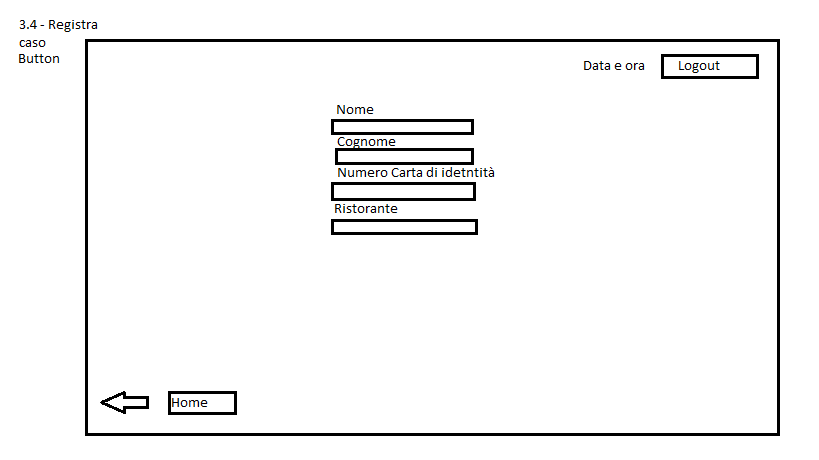 3.4 - Registra
caso
Button
Data e ora
Logout
Nome
Cognome
Numero Carta di idetntità
Ristorante
Home